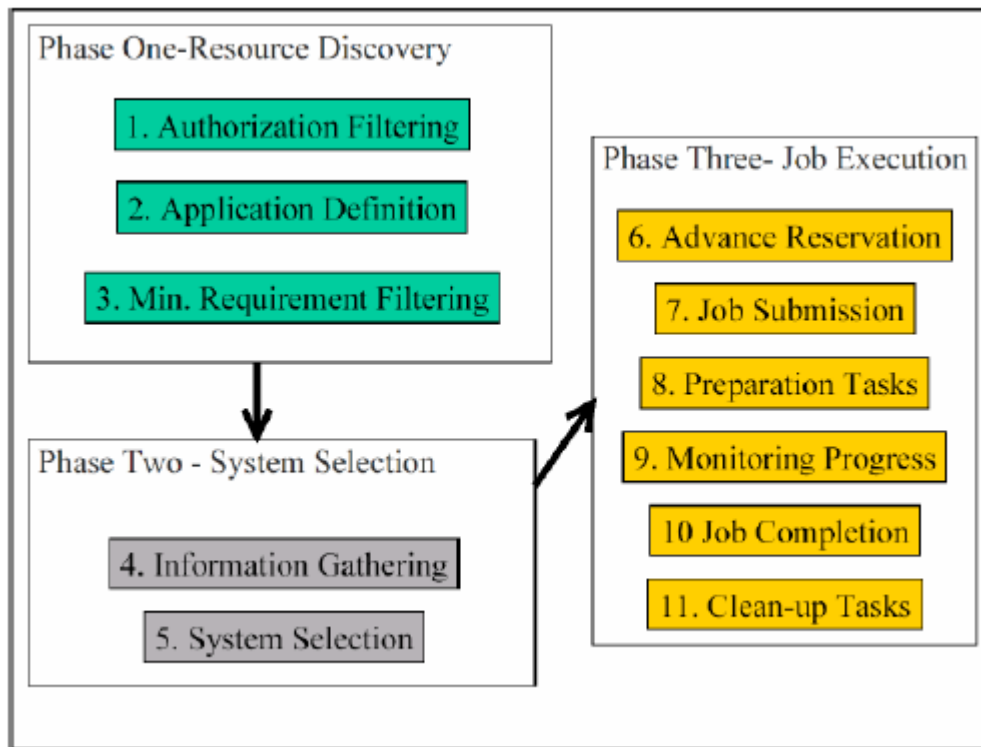 Phase One-Resource Discovery
1. Authorization Filtering
2. Application Definition
3. Min. Requirement Filtering
Phase Two - System Selection
4. Information Gathering
5. System Selection
Phase Three- Job Execution
6. Advance Reservation
7. Job Submission
8. Preparation Tasks
9. Monitoring Progress
10 Job Completion
11. Clean-up Tasks